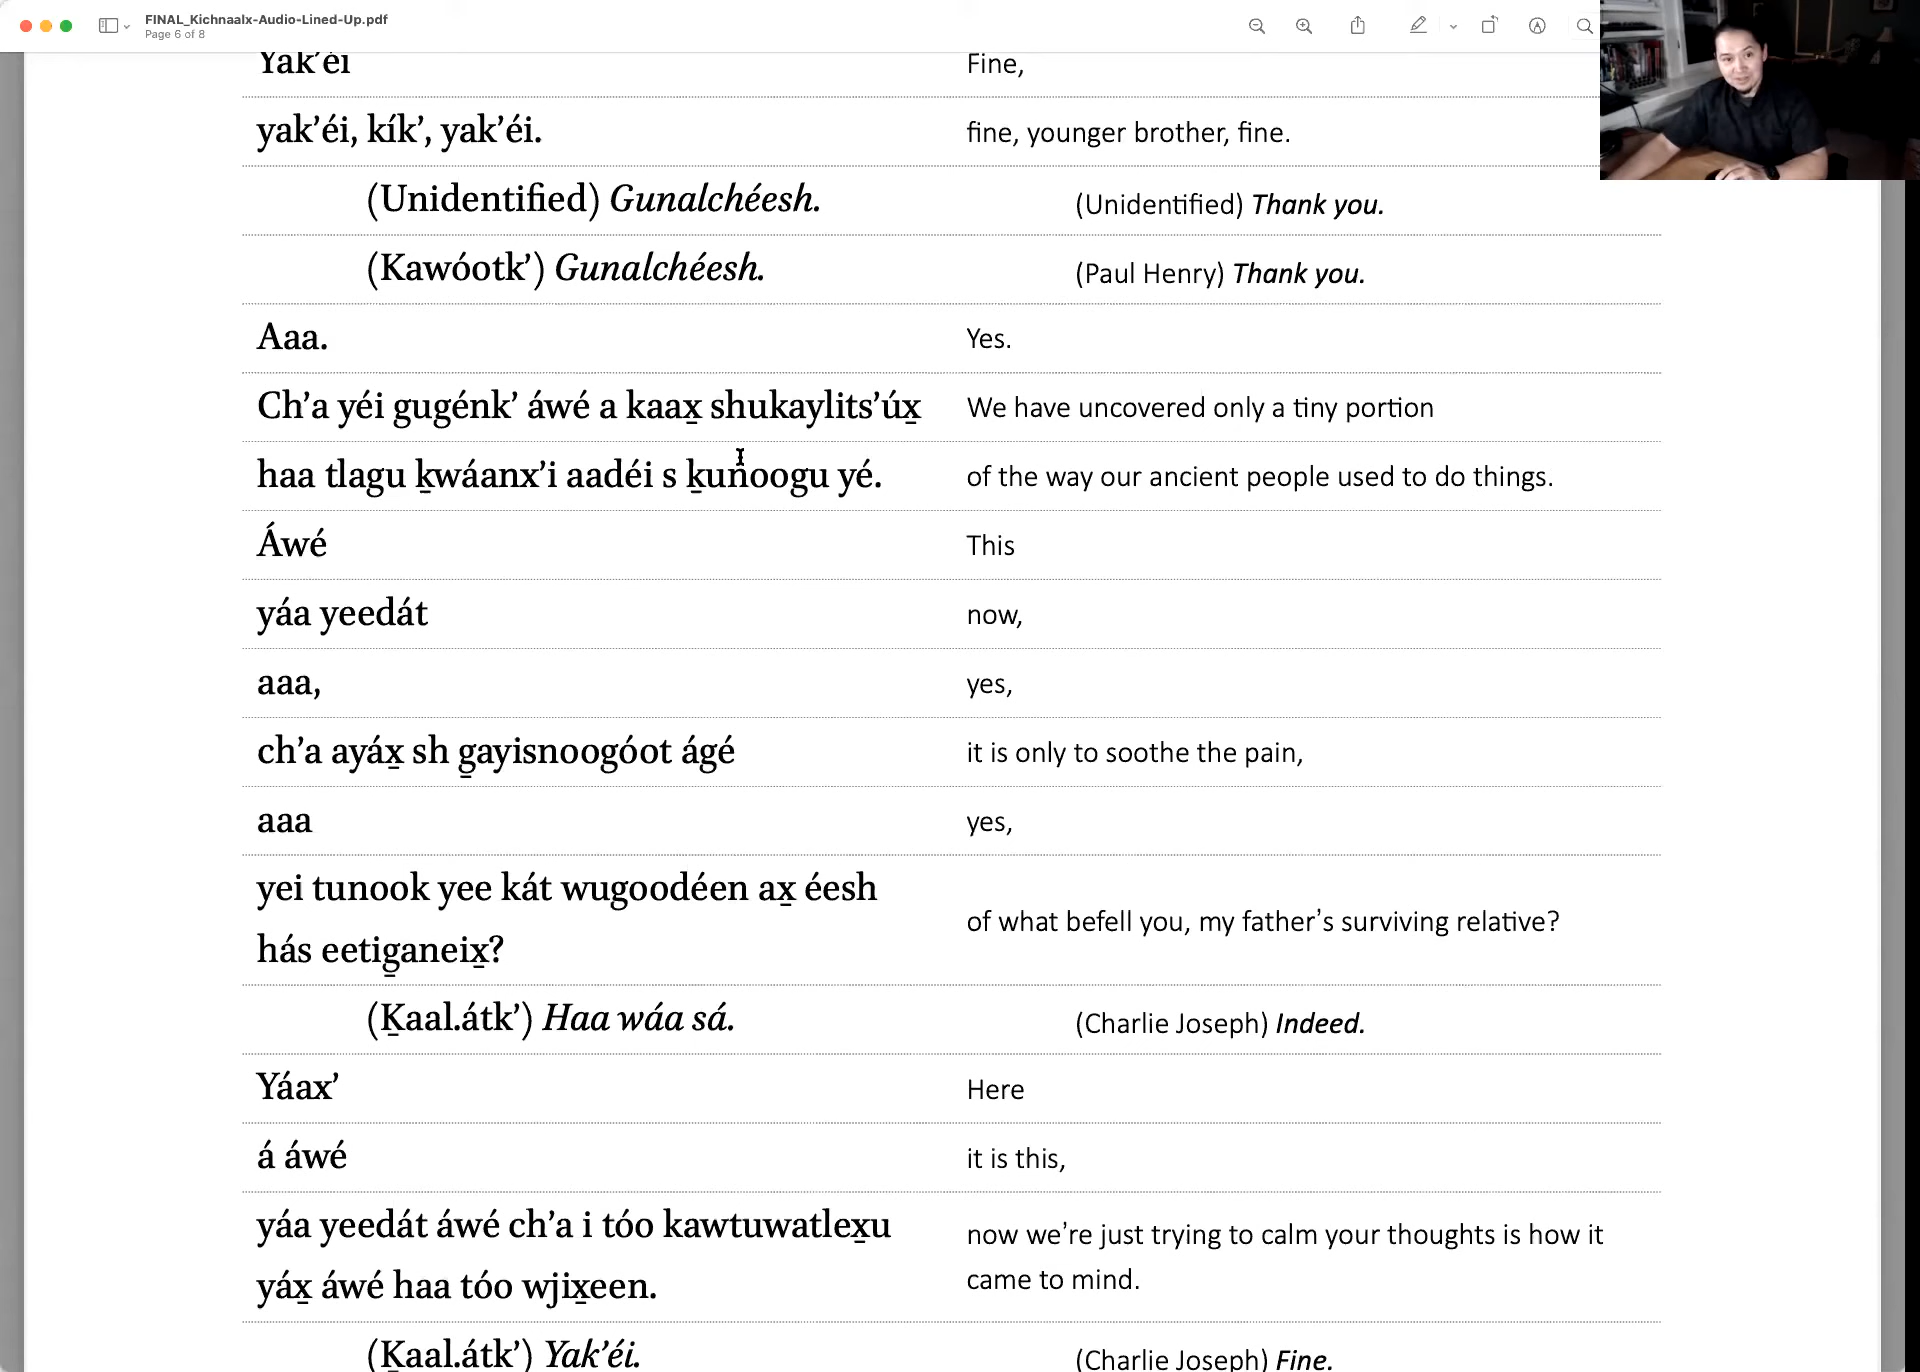 FINAL_Kichnaalx-Audio-Lined-Up.pdf
Page 6 of 8
Yak’éi
Fine,
yak’éi, kík’, yak’éi.
fine, younger brother, fine.
(Unidentified) Gunalchéesh.
(Unidentified) Thank you.
(Kawóotk’) Gunalchéesh.
(Paul Henry) Thank you.
Aaa.
Yes.
Ch’a yéi gugénk’ áwé a kaax̱ shukaylits’úx̱
We have uncovered only a tiny portion
haa tlagu ḵwáanx’i aadéi s ḵunoogu yé.
of the way our ancient people used to do things.
Áwé
This
yáa yeedát
now,
aaa,
yes,
ch’a ayáx̱ sh g̱ayisnoogóot ágé
it is only to soothe the pain,
aaa
yes,
yei tunook yee kát wugoodéen ax̱ éesh
hás eetig̱aneix̱?
of what befell you, my father’s surviving relative?
(Ḵaal.átk’) Haa wáa sá.
(Charlie Joseph) Indeed.
Yáax’
Here
á áwé
it is this,
yáa yeedát áwé ch’a i tóo kawtuwatlex̱u
yáx̱ áwé haa tóo wjix̱een.
now we’re just trying to calm your thoughts is how it
came to mind.
(Ḵaal.átk’) Yak’éi.
(Charlie Joseph) Fine.